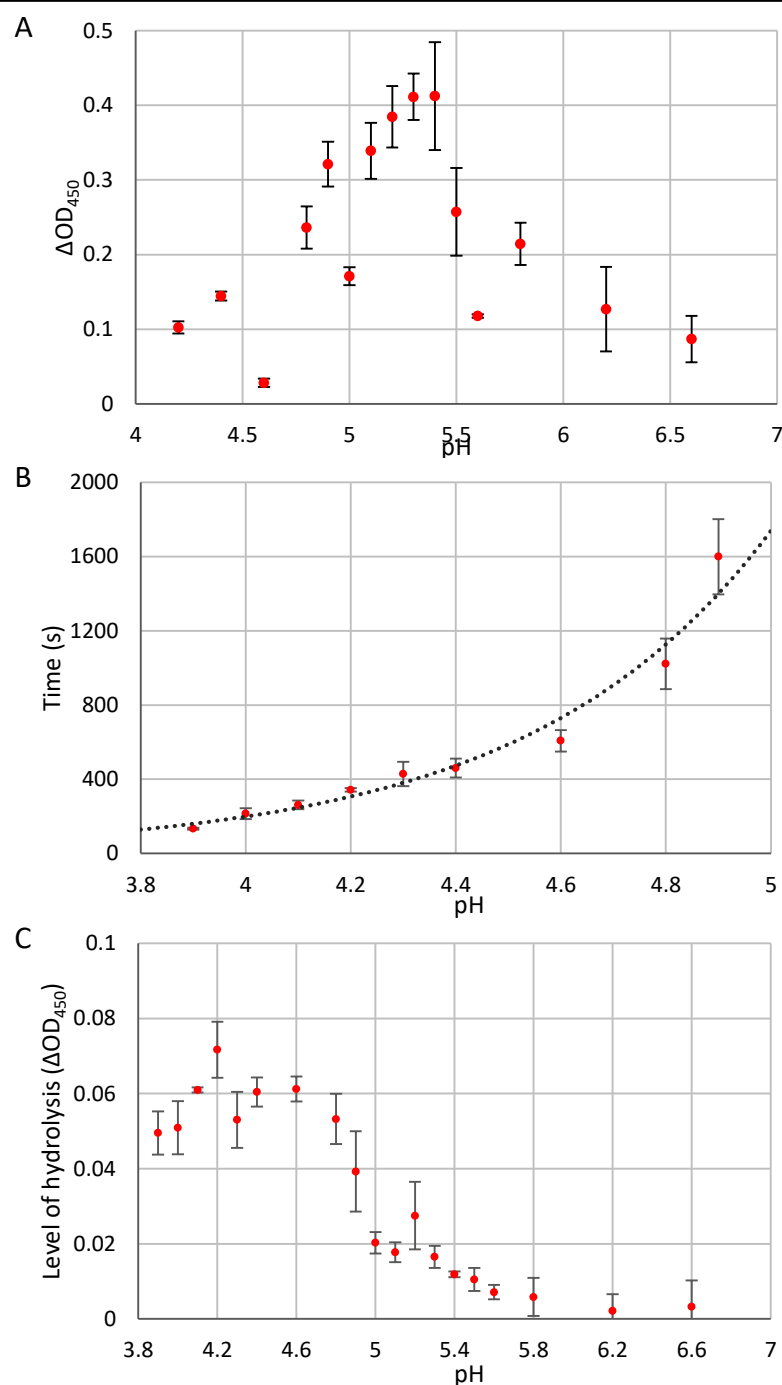 A
0.5
0.4
0.3
0.2
0.1
0
ΔOD450
4 4.5 5 5.5 6 6.5 7
pH
B
2000
1600
1200
800
400
0
Time (s)
3.8 4 4.2 4.4 4.6 4.8 5
pH
C
0.1
0.08
0.06
0.04
0.02
0
Level of hydrolysis (ΔOD450)
3.8 4.2 4.6 5 5.4 5.8 6.2 6.6 7
pH